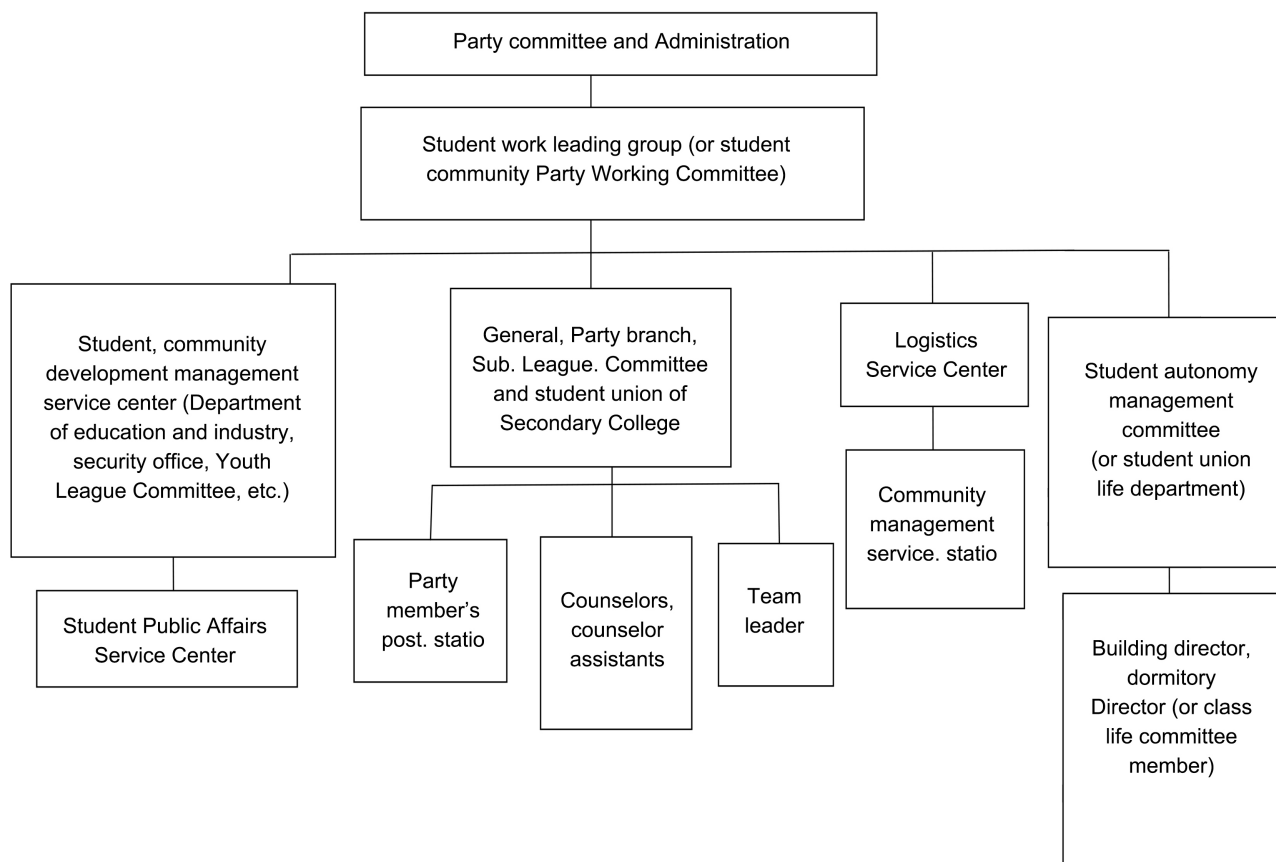 Party committee and Administration
Student work leading group (or student
community Party Working Committee)
Student, community
development management
service center (Department
of education and industry,
security office, Youth
League Committee, etc.)
General, Party branch,
Sub. League. Committee
and student union of
Secondary College
Logistics
Service Center
Student autonomy
management
committee
(or student union
life department)
Student Public Affairs
Service Center
Party
member’s
post. statio
Counselors,
counselor
assistants
Team
leader
Community
management
service. statio
Building director,
dormitory
Director (or class
life committee
member)